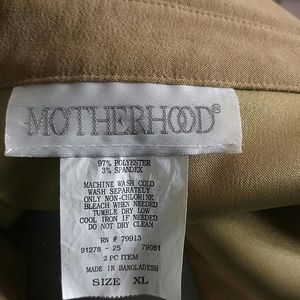 MOTHERHOOD®
97% POLYESTER
3% SPANDEX
MACHINE WASH COLD
WASH SEPARATELY
ONLY NON-CHLORINE
BLEACH WHEN NEEDED
TUMBLE DRY LOW
COOL IRON IF NEEDED
DO NOT DRY CLEAN
RN # 79913
91278 - 25 79061
2 PC ITEM
MADE IN BANGLADESH
SIZE XL